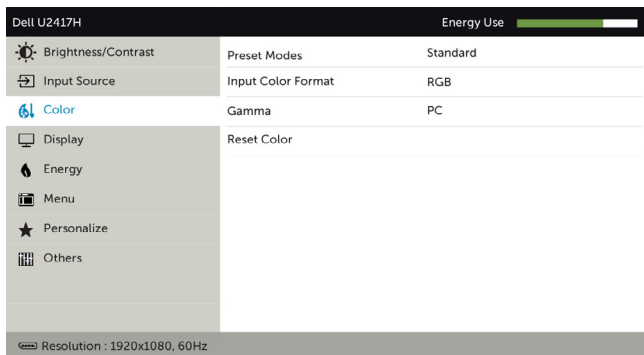 Dell U2417H Energy Use
Brightness/Contrast
Input Source
Color
Display
Energy
Menu
Personalize
Others
Preset Modes Standard
Input Color Format RGB
Gamma PC
Reset Color
Resolution : 1920x1080, 60Hz